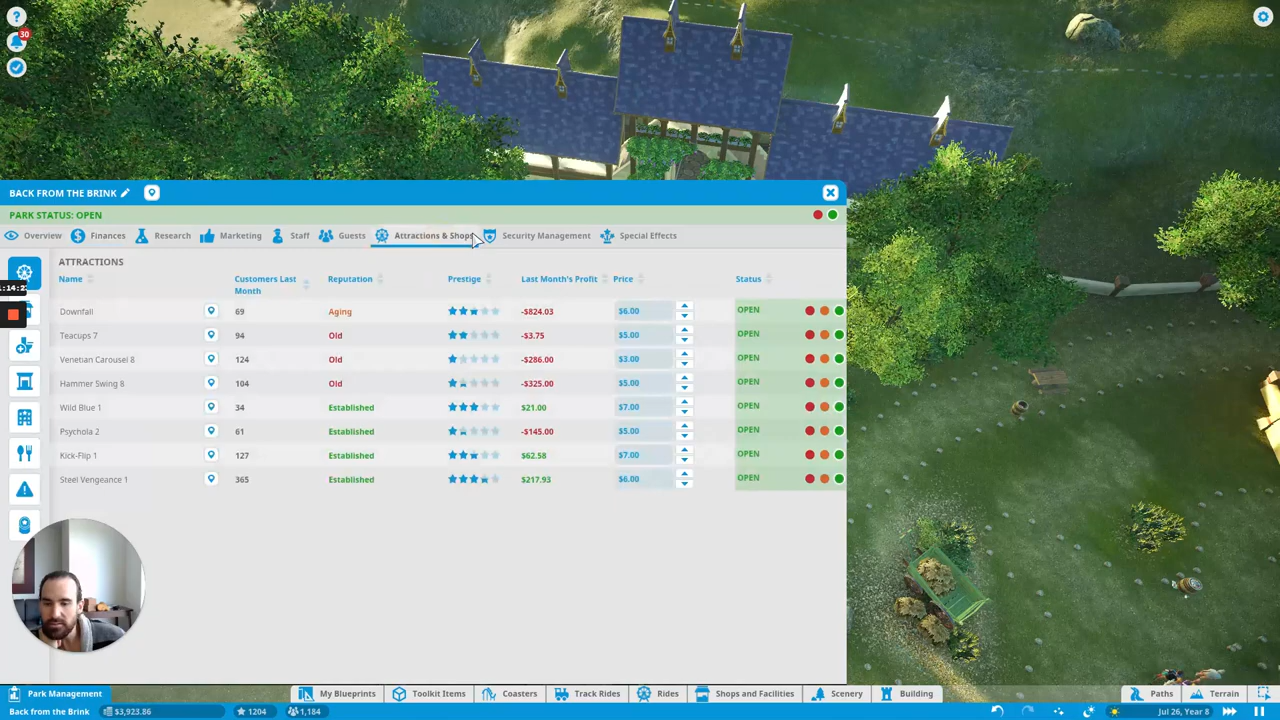 ?
30
BACK FROM THE BRINK
PARK STATUS: OPEN
Overview Finances Research Marketing Staff Guests Attractions & Shops Security Management Special Effects
ATTRACTIONS
Name Customers Last Month Reputation Prestige Last Month's Profit Price Status
Downfall 69 Aging -$824.03 $6.00 OPEN
Teacups 7 94 Old -$3.75 $5.00 OPEN
Venetian Carousel 8 124 Old -$286.00 $3.00 OPEN
Hammer Swing 8 104 Old -$325.00 $5.00 OPEN
Wild Blue 1 34 Established $21.00 $7.00 OPEN
Psychola 2 61 Established -$145.00 $5.00 OPEN
Kick-Flip 1 127 Established $62.58 $7.00 OPEN
Steel Vengeance 1 365 Established $217.93 $6.00 OPEN
Park Management My Blueprints Toolkit Items Coasters Track Rides Rides Shops and Facilities Scenery Building Paths Terrain
Back from the Brink $3,923.86 1204 1,184 Jul 26, Year 8